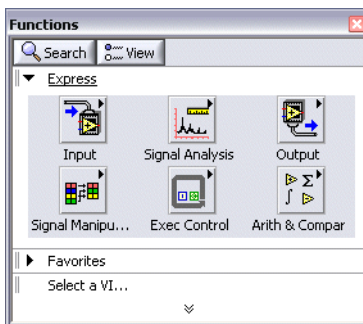 Functions
Search View
Express
Input Signal Analysis Output
Signal Manipu... Exec Control Arith & Compar
Favorites
Select a VI...